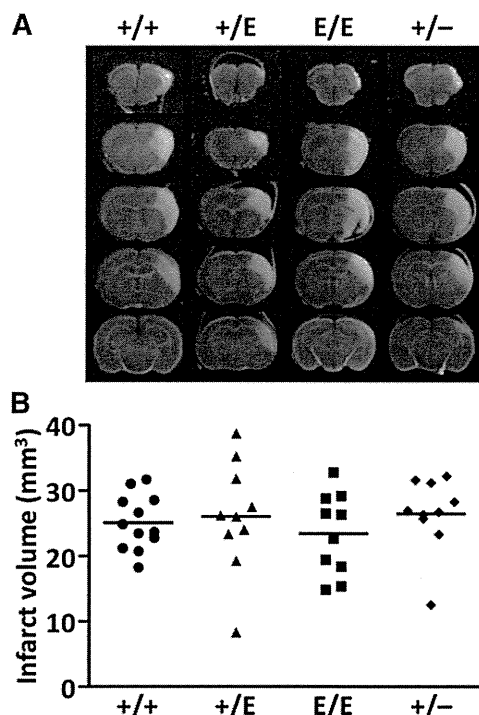 A
+/+ +/E E/E +/−
B
Infarct volume (mm³)
40
30
20
10
0
+/+ +/E E/E +/−